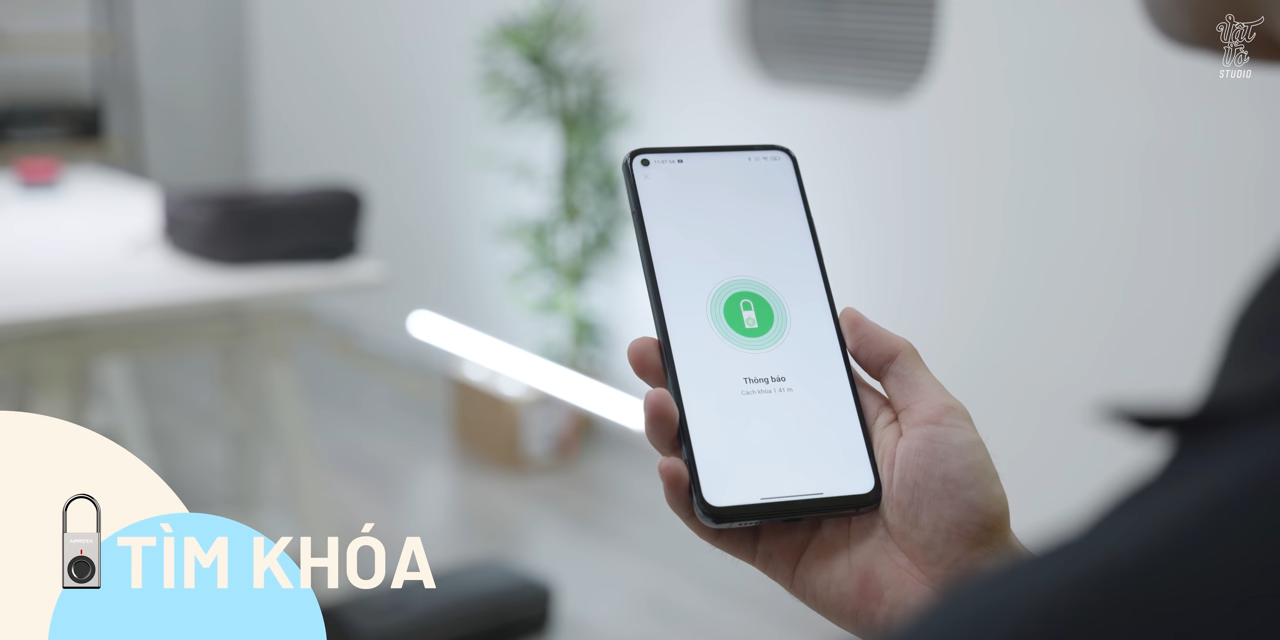 Vật
Vờ
STUDIO
Thông báo
Cách khóa 1.41 m
TÌM KHÓA